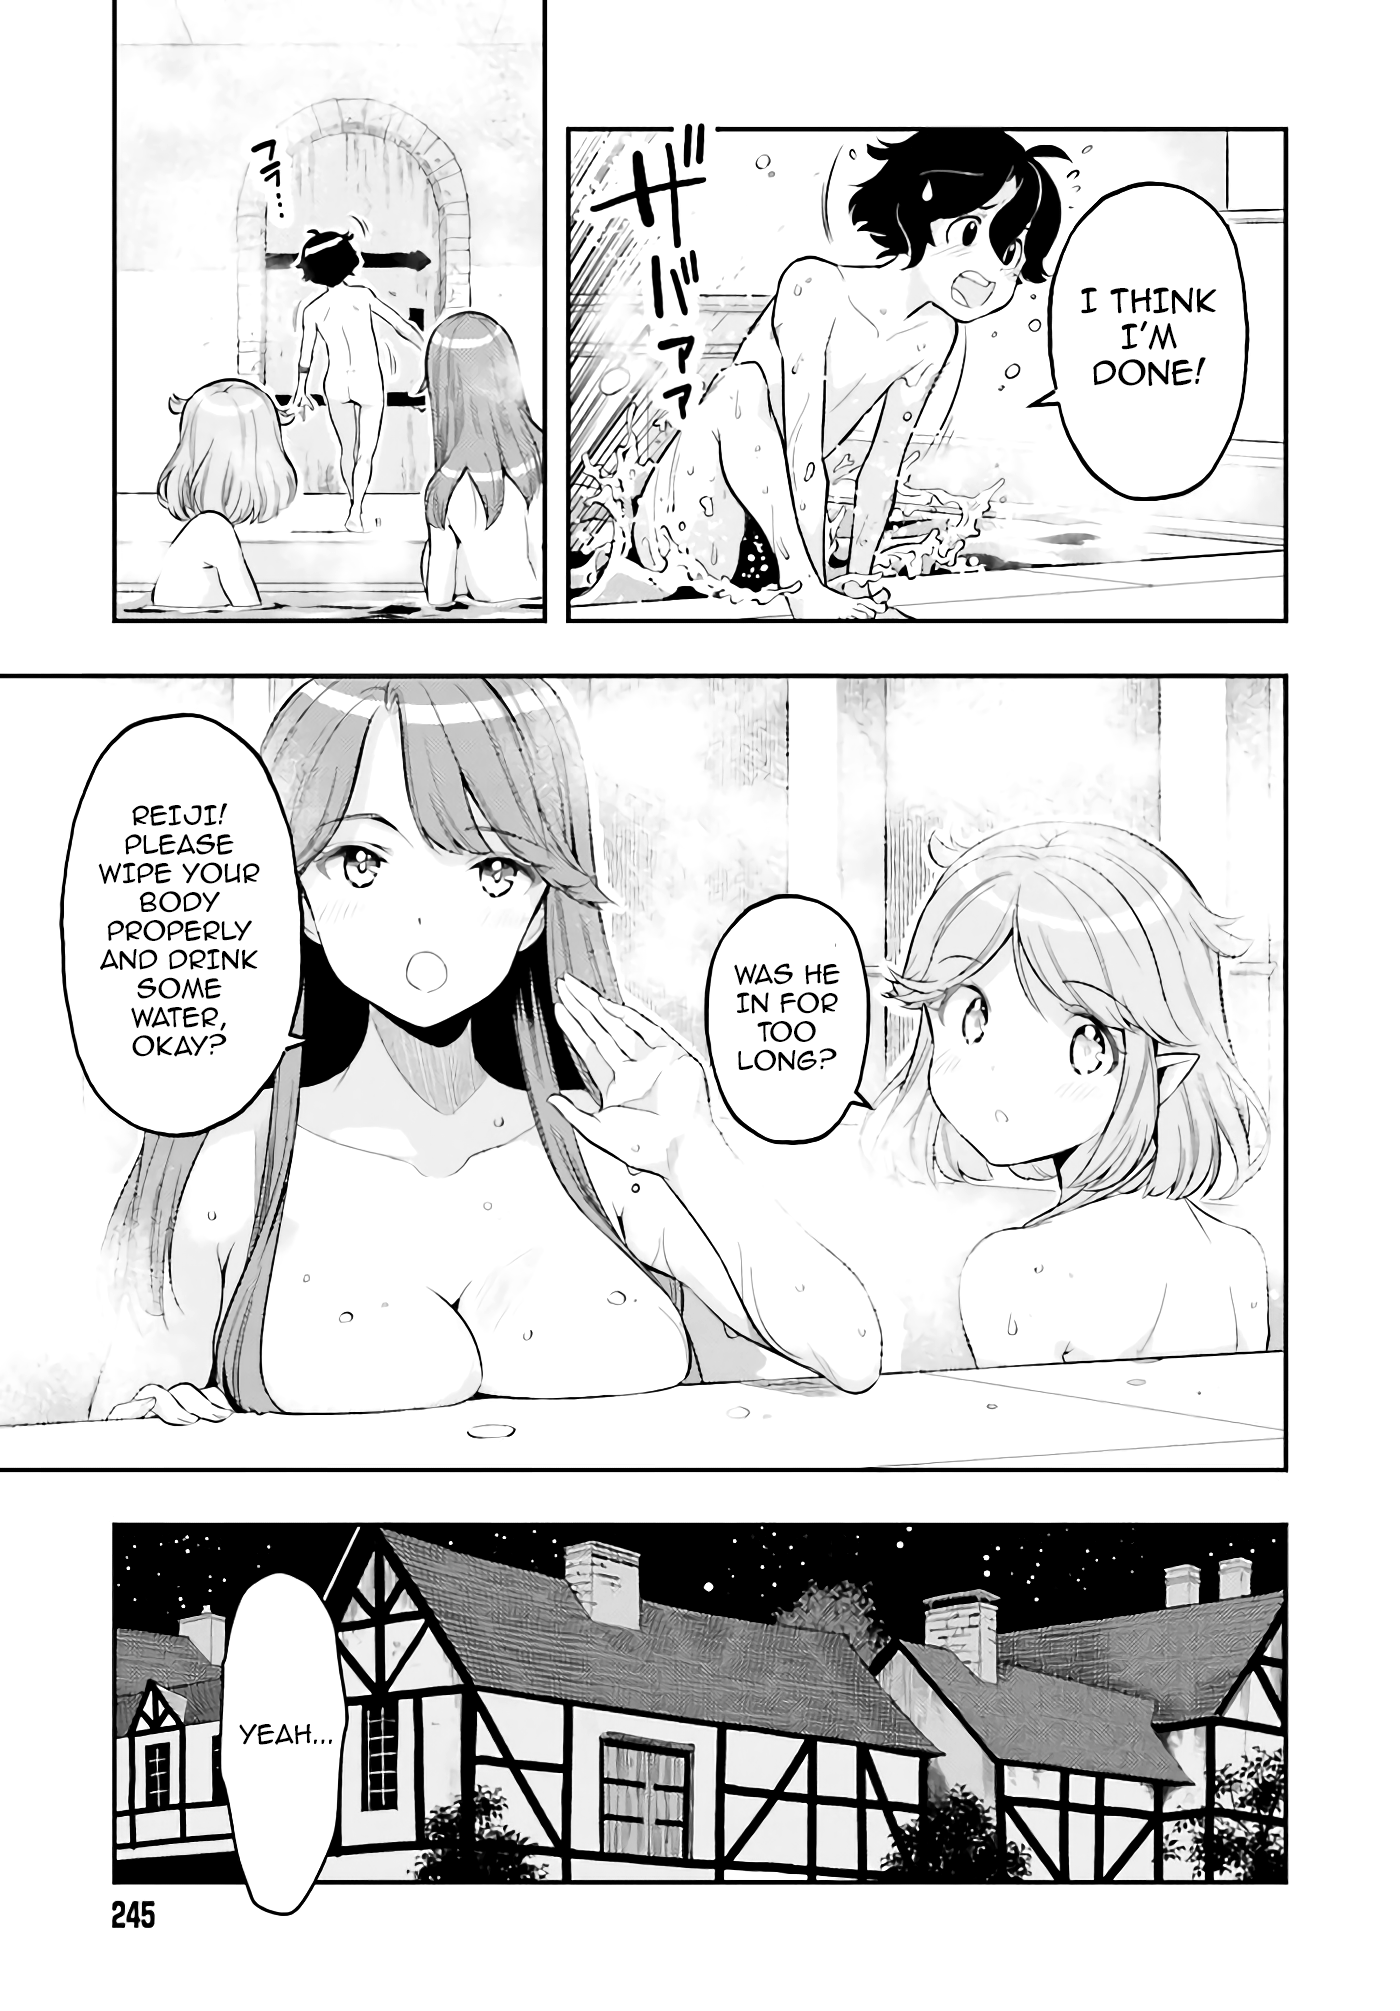 ザ
バ
ァァ
I THINK
I'M
DONE!
フラ…
WAS HE
IN FOR
TOO
LONG?
REIJI!
PLEASE
WIPE YOUR
BODY
PROPERLY
AND DRINK
SOME
WATER,
OKAY?
YEAH...
245